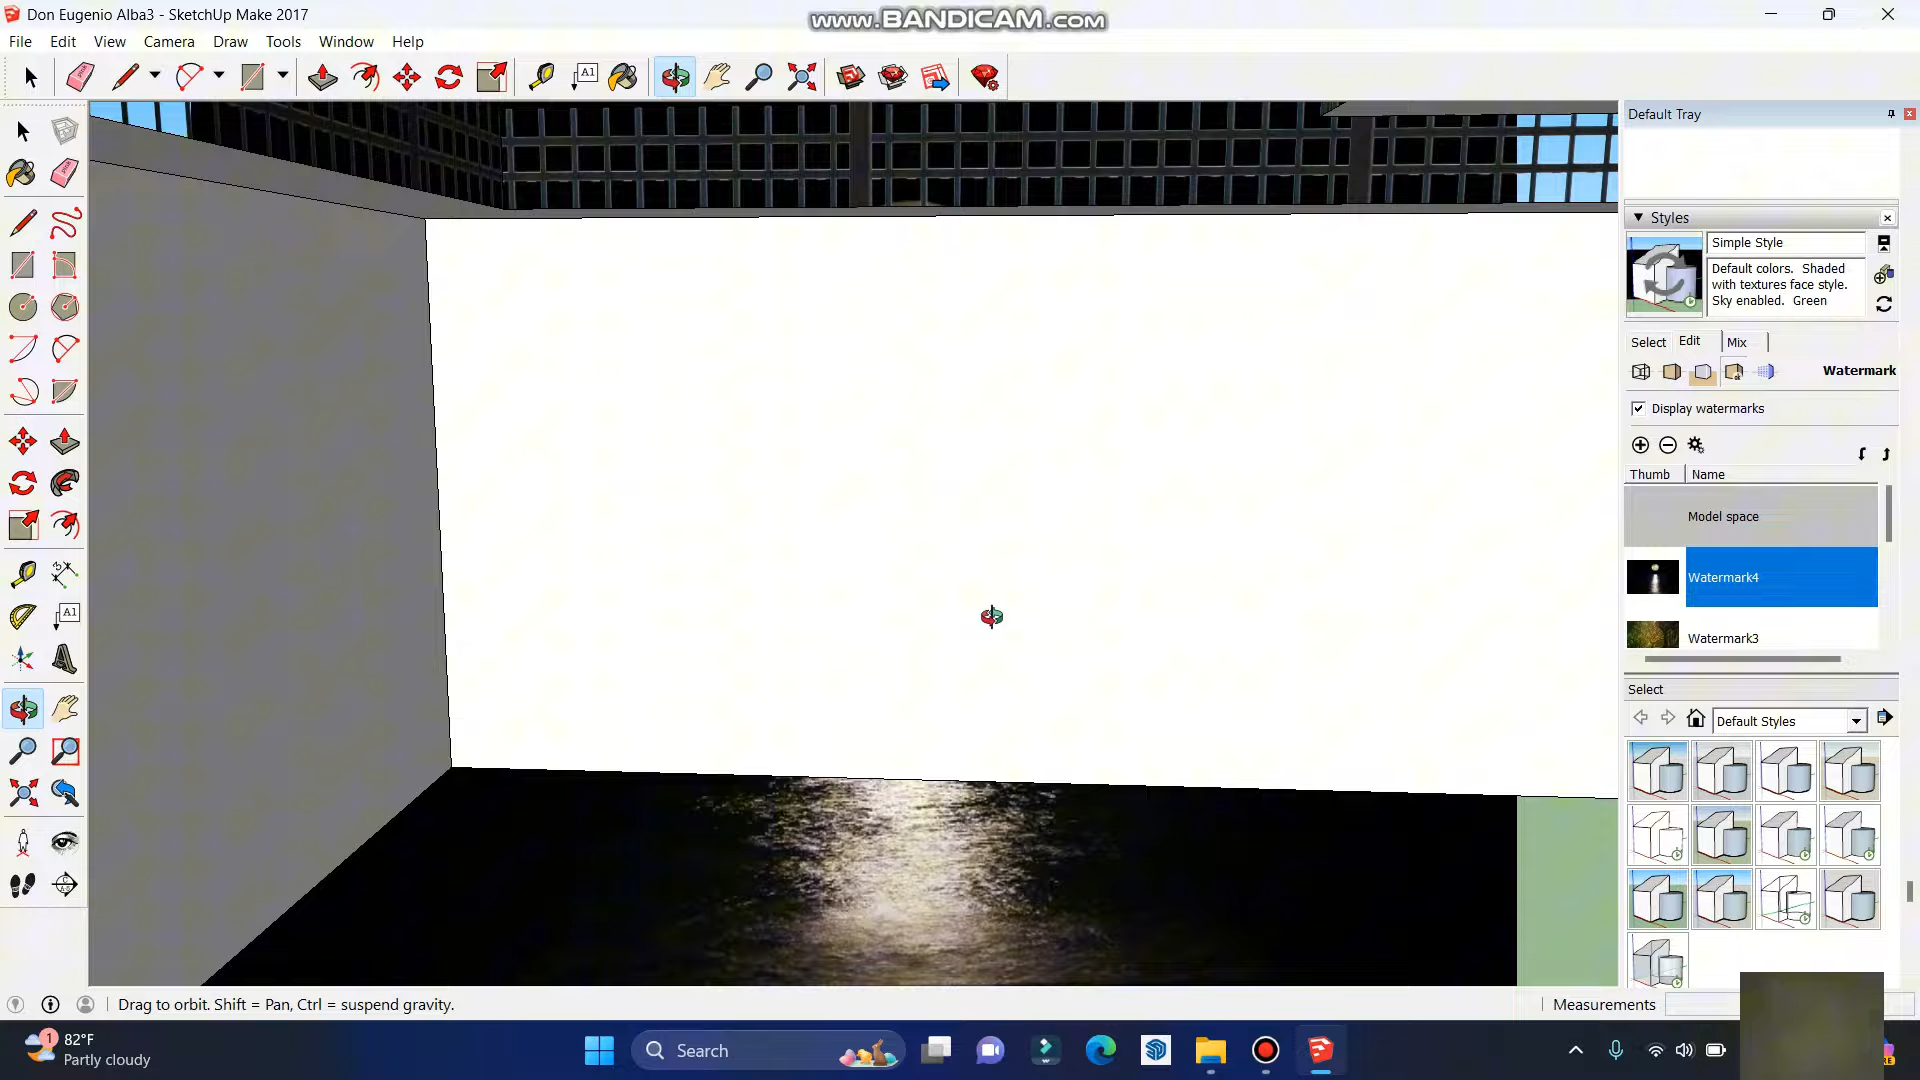 Don Eugenio Alba3 - SketchUp Make 2017
www.BANDICAM.com
File Edit View Camera Draw Tools Window Help
A1
Default Tray
Styles
Simple Style
Default colors. Shaded
with textures face style.
Sky enabled. Green
Select Edit Mix
Watermark
Display watermarks
Thumb Name
Model space
Watermark4
Watermark3
A1
Select
Default Styles
Drag to orbit. Shift = Pan, Ctrl = suspend gravity.
Measurements
1
82°F
Partly cloudy
Search